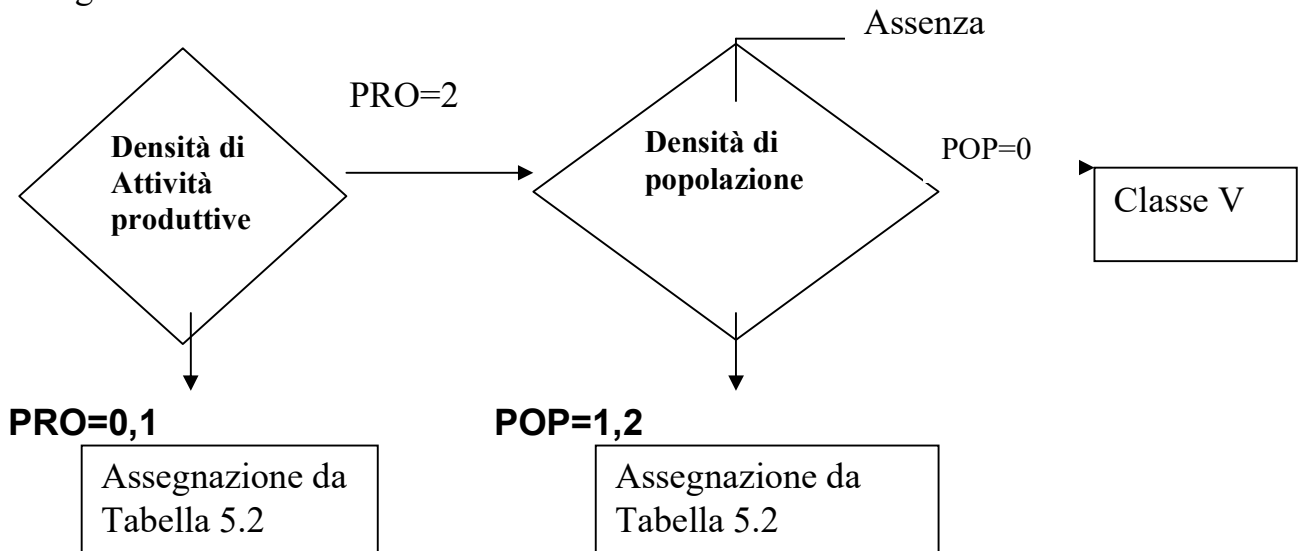 Assenza
PRO=2
Densità di
Attività
produttive
Densità di
popolazione
POP=0
Classe V
PRO=0,1
POP=1,2
Assegnazione da
Tabella 5.2
Assegnazione da
Tabella 5.2